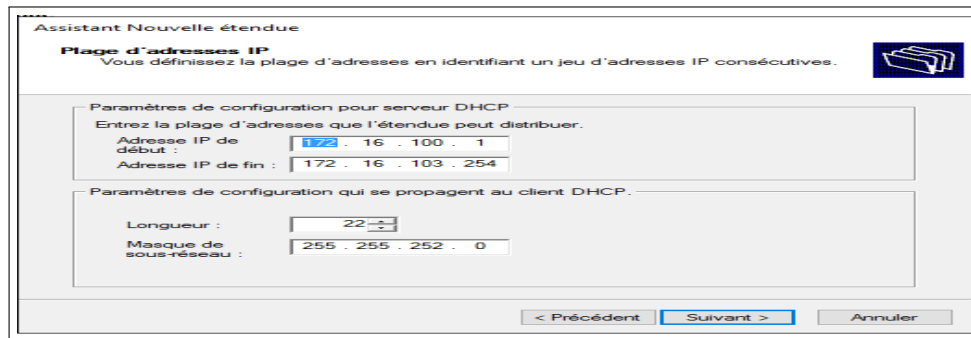 Assistant Nouvelle étendue
Plage d'adresses IP
Vous définissez la plage d'adresses en identifiant un jeu d'adresses IP consécutives.
Paramètres de configuration pour serveur DHCP
Entrez la plage d'adresses que l'étendue peut distribuer.
Adresse IP de
début :
172 . 16 . 100 . 1
Adresse IP de fin : 172 . 16 . 103 . 254
Paramètres de configuration qui se propagent au client DHCP.
Longueur : 22
Masque de
sous-réseau :
255 . 255 . 252 . 0
< Précédent Suivant > Annuler